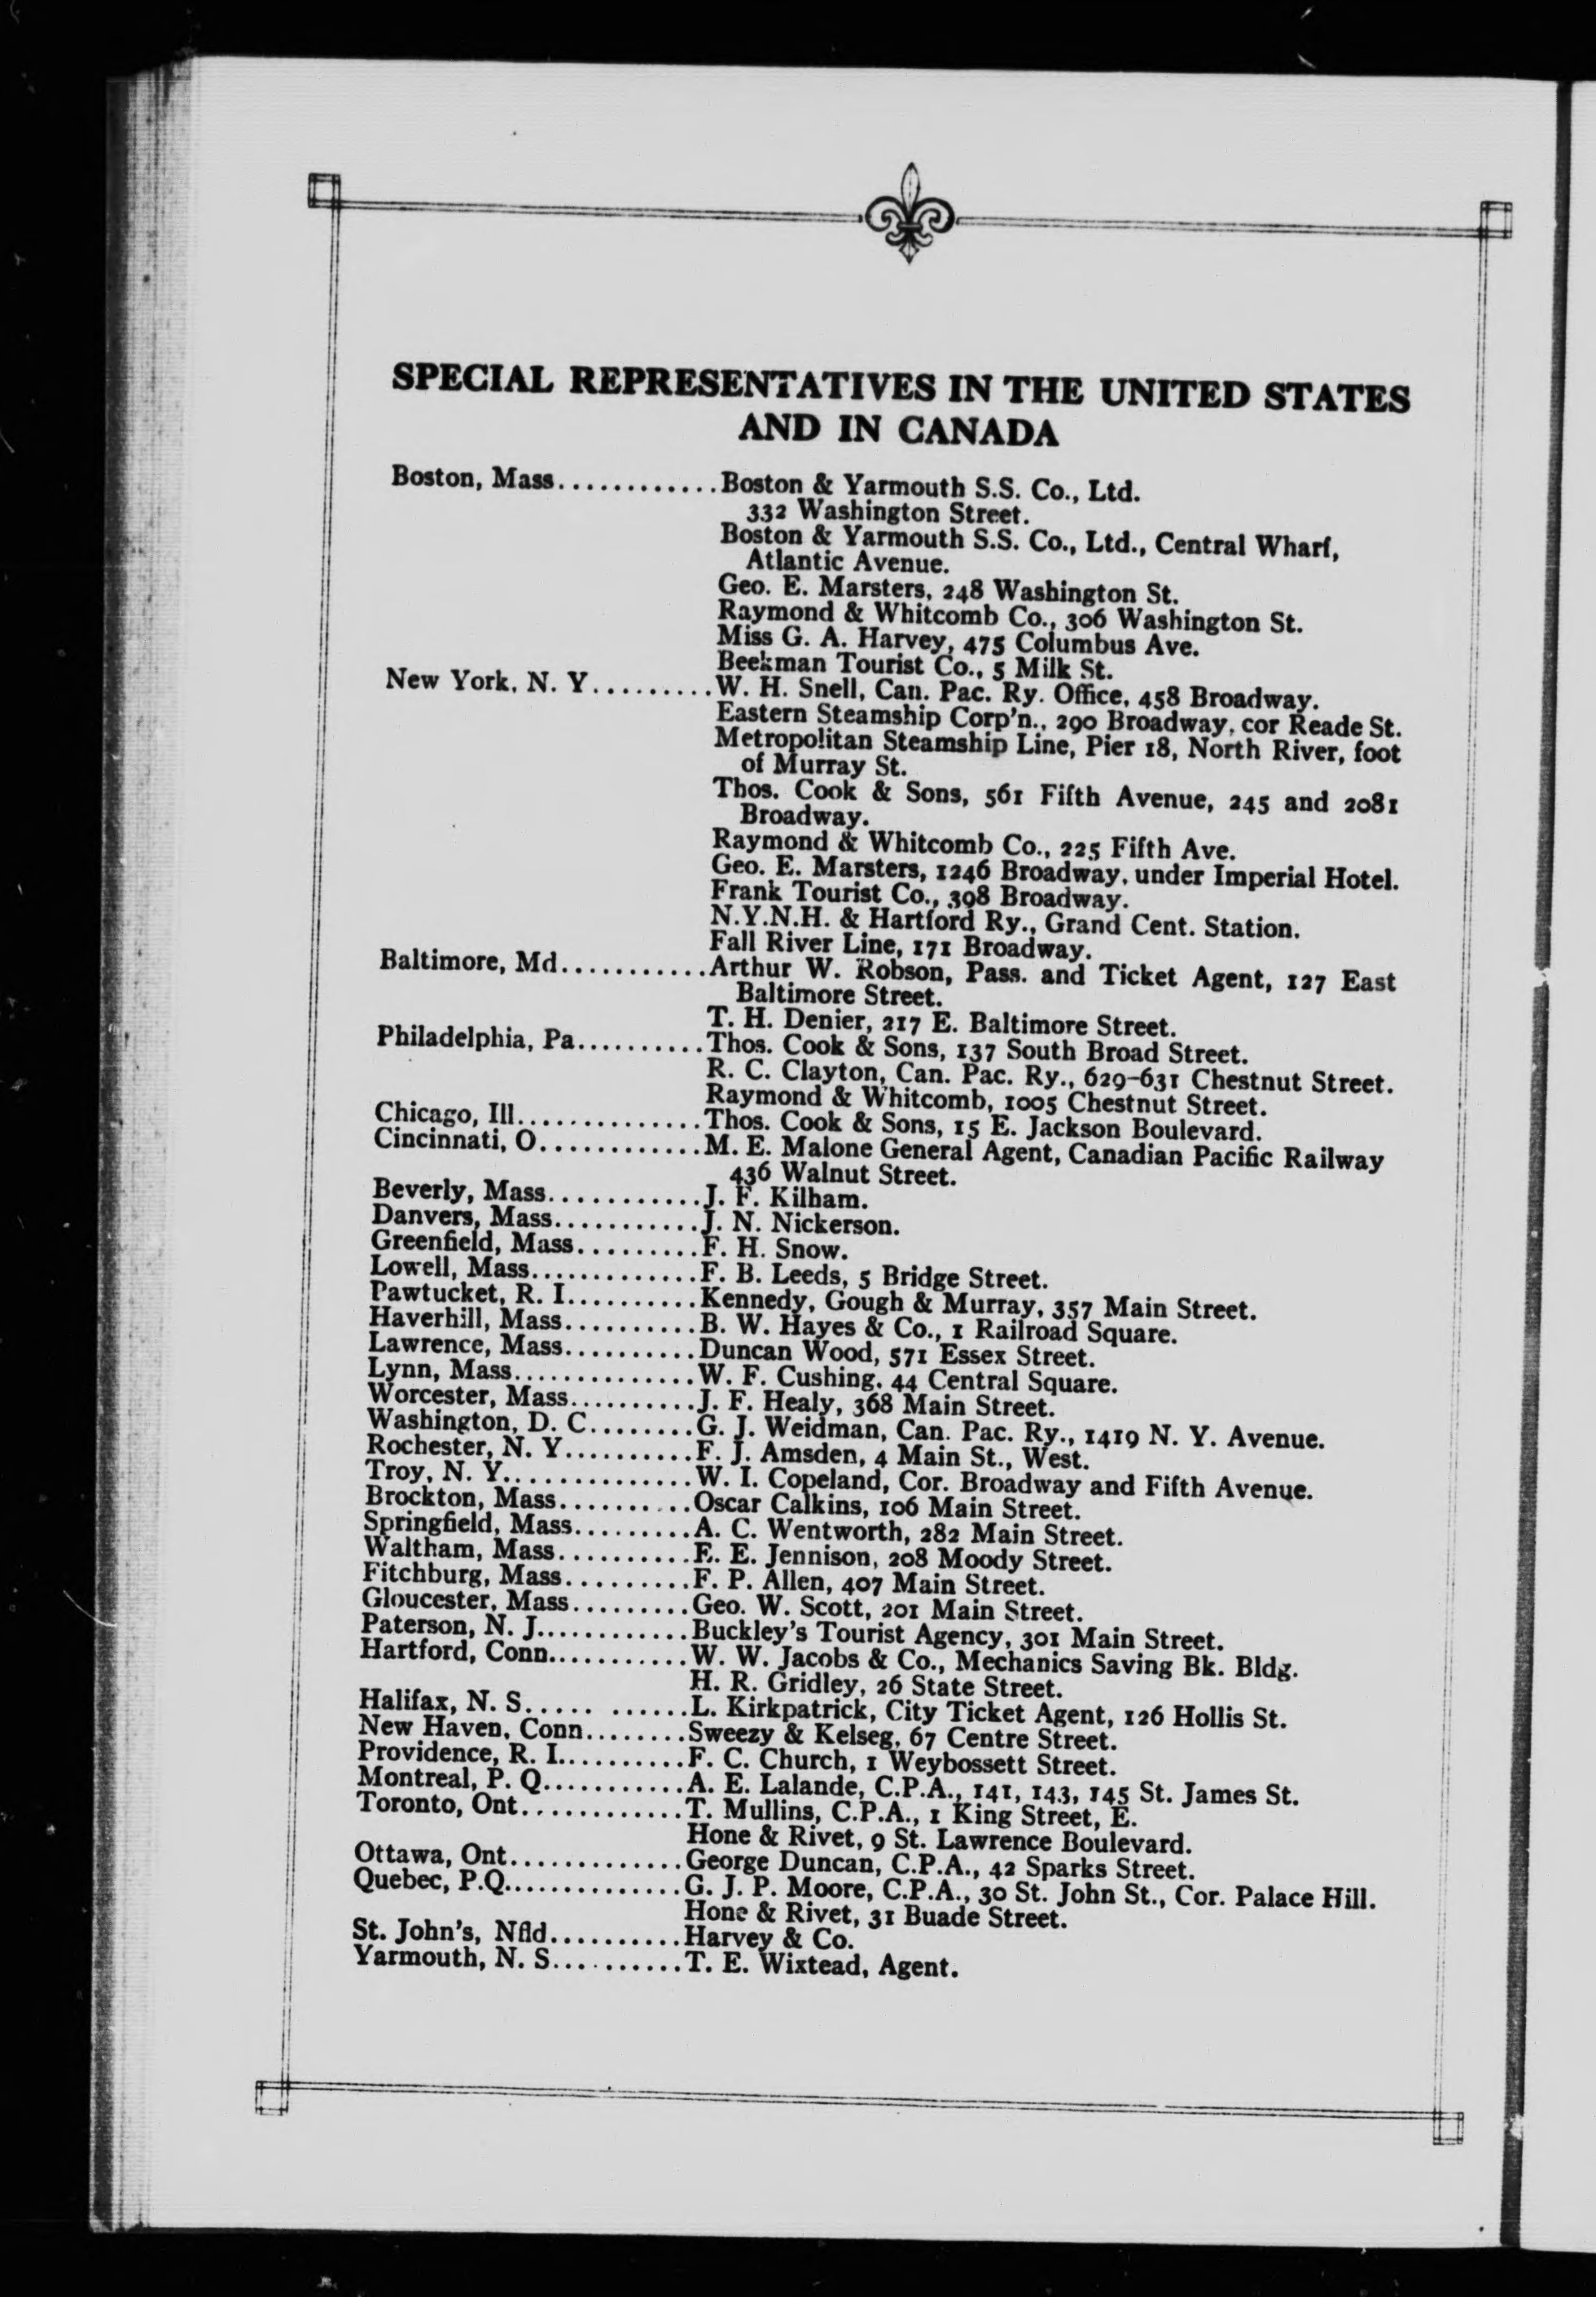 SPECIAL REPRESENTATIVES IN THE UNITED STATES
AND IN CANADA
Boston, Mass............Boston & Yarmouth S.S. Co., Ltd.
332 Washington Street.
Boston & Yarmouth S.S. Co., Ltd., Central Wharf,
Atlantic Avenue.
Geo. E. Marsters, 248 Washington St.
Raymond & Whitcomb Co., 306 Washington St.
Miss G. A. Harvey, 475 Columbus Ave.
Beekman Tourist Co., 5 Milk St.
New York, N. Y.........W. H. Snell, Can. Pac. Ry. Office, 458 Broadway.
Eastern Steamship Corp'n., 290 Broadway, cor Reade St.
Metropolitan Steamship Line, Pier 18, North River, foot
of Murray St.
Thos. Cook & Sons, 561 Fifth Avenue, 245 and 2081
Broadway.
Raymond & Whitcomb Co., 225 Fifth Ave.
Geo. E. Marsters, 1246 Broadway, under Imperial Hotel.
Frank Tourist Co., 398 Broadway.
N.Y.N.H. & Hartford Ry., Grand Cent. Station.
Fall River Line, 171 Broadway.
Baltimore, Md...........Arthur W. Robson, Pass. and Ticket Agent, 127 East
Baltimore Street.
T. H. Denier, 217 E. Baltimore Street.
Philadelphia, Pa..........Thos. Cook & Sons, 137 South Broad Street.
R. C. Clayton, Can. Pac. Ry., 629-631 Chestnut Street.
Raymond & Whitcomb, 1005 Chestnut Street.
Chicago, Ill..............Thos. Cook & Sons, 15 E. Jackson Boulevard.
Cincinnati, O............M. E. Malone General Agent, Canadian Pacific Railway
436 Walnut Street.
Beverly, Mass...........J. F. Kilham.
Danvers, Mass...........J. N. Nickerson.
Greenfield, Mass.........F. H. Snow.
Lowell, Mass.............F. B. Leeds, 5 Bridge Street.
Pawtucket, R. I..........Kennedy, Gough & Murray, 357 Main Street.
Haverhill, Mass..........B. W. Hayes & Co., 1 Railroad Square.
Lawrence, Mass..........Duncan Wood, 571 Essex Street.
Lynn, Mass..............W. F. Cushing, 44 Central Square.
Worcester, Mass..........J. F. Healy, 368 Main Street.
Washington, D. C........G. J. Weidman, Can. Pac. Ry., 1419 N. Y. Avenue.
Rochester, N. Y..........F. J. Amsden, 4 Main St., West.
Troy, N. Y...............W. I. Copeland, Cor. Broadway and Fifth Avenue.
Brockton, Mass..........Oscar Calkins, 106 Main Street.
Springfield, Mass.........A. C. Wentworth, 282 Main Street.
Waltham, Mass..........E. E. Jennison, 208 Moody Street.
Fitchburg, Mass.........F. P. Allen, 407 Main Street.
Gloucester, Mass.........Geo. W. Scott, 201 Main Street.
Paterson, N. J............Buckley's Tourist Agency, 301 Main Street.
Hartford, Conn...........W. W. Jacobs & Co., Mechanics Saving Bk. Bldg.
H. R. Gridley, 26 State Street.
Halifax, N. S..... ......L. Kirkpatrick, City Ticket Agent, 126 Hollis St.
New Haven, Conn........Sweezy & Kelseg, 67 Centre Street.
Providence, R. I..........F. C. Church, 1 Weybossett Street.
Montreal, P. Q...........A. E. Lalande, C.P.A., 141, 143, 145 St. James St.
Toronto, Ont............T. Mullins, C.P.A., 1 King Street, E.
Hone & Rivet, 9 St. Lawrence Boulevard.
Ottawa, Ont.............George Duncan, C.P.A., 42 Sparks Street.
Quebec, P.Q..............G. J. P. Moore, C.P.A., 30 St. John St., Cor. Palace Hill.
Hone & Rivet, 31 Buade Street.
St. John's, Nfld..........Harvey & Co.
Yarmouth, N. S..........T. E. Wixtead, Agent.